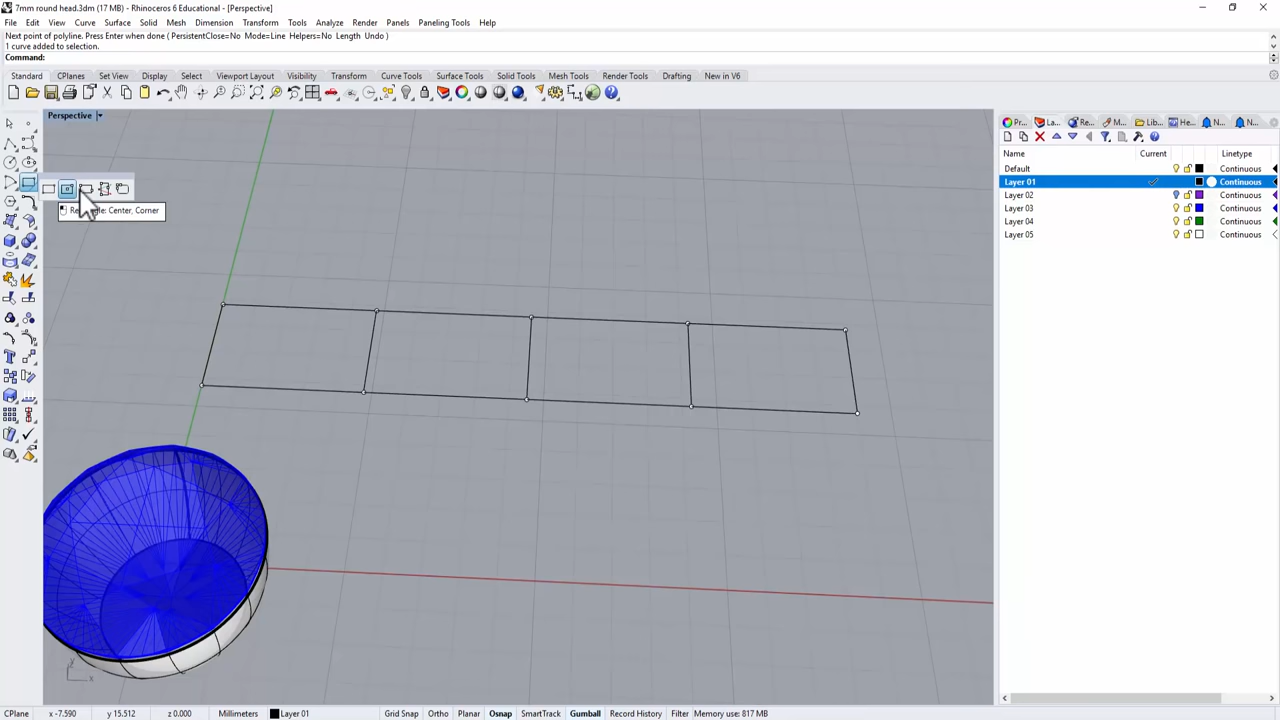 7mm round head.3dm (17 MB) - Rhinoceros 6 Educational - [Perspective]
File Edit View Curve Surface Solid Mesh Dimension Transform Tools Analyze Render Panels Paneling Tools Help
Next point of polyline. Press Enter when done ( PersistentClose=No Mode=Line Helpers=No Length Undo )
1 curve added to selection.
Command:
Standard CPlanes Set View Display Select Viewport Layout Visibility Transform Curve Tools Surface Tools Solid Tools Mesh Tools Render Tools Drafting New in V6
Perspective
Pr... La... Re... M... Lib... He... N... N...
Name Current Linetype
Default Continuous
Layer 01 Continuous
Layer 02 Continuous
Layer 03 Continuous
Layer 04 Continuous
Layer 05 Continuous
Center, Corner
y
x
x -7.590 y 15.512 z 0.000 Millimeters Layer 01 Grid Snap Ortho Planar Osnap SmartTrack Gumball Record History Filter Memory use: 817 MB